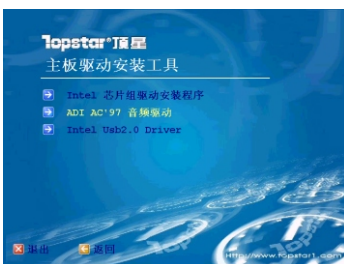 Topstar®顶星
主板驱动安装工具
Intel 芯片组驱动安装程序
ADI AC'97 音频驱动
Intel Usb2.0 Driver
退出 返回
Http://www.topstar1.com